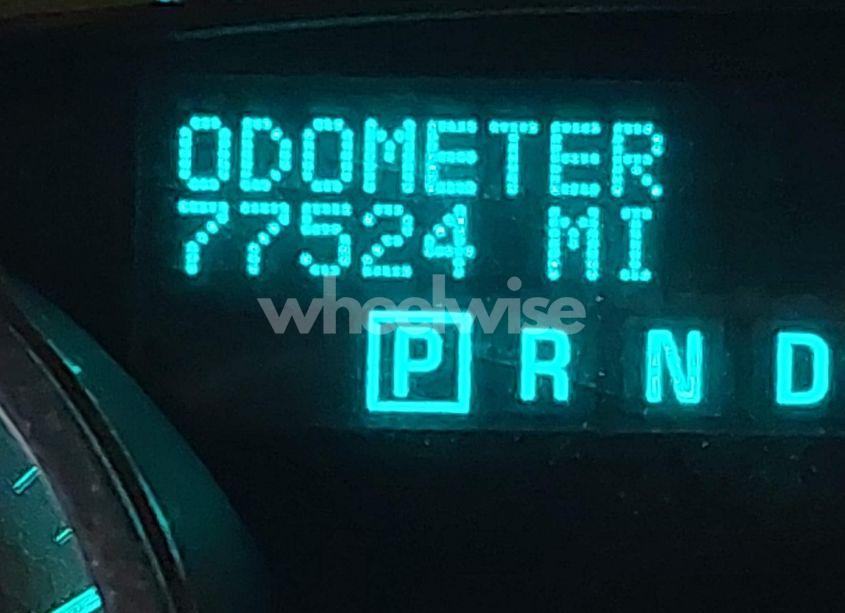 ODOMETER
77524 MI
wheelwise
P R N D